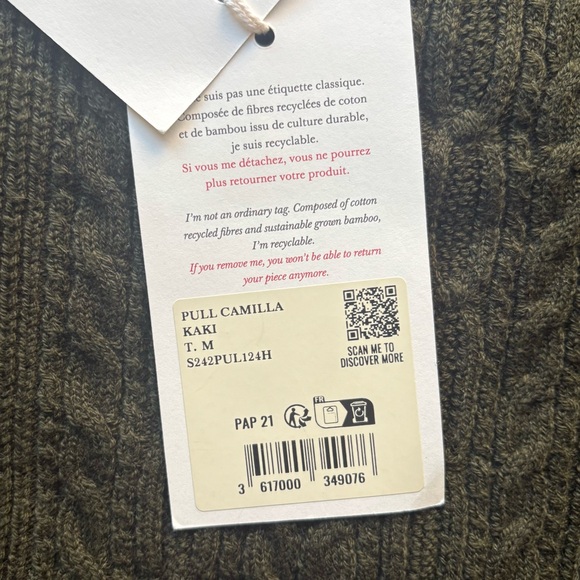 suis pas une étiquette classique.
Composée de fibres recyclées de coton
et de bambou issu de culture durable,
je suis recyclable.
Si vous me détachez, vous ne pourrez
plus retourner votre produit.
I'm not an ordinary tag. Composed of cotton
recycled fibres and sustainable grown bamboo,
I'm recyclable.
If you remove me, you won't be able to return
your piece anymore.
PULL CAMILLA
KAKI
T. M
S242PUL124H
SCAN ME TO
DISCOVER MORE
FR
PAP 21
3 617000 349076